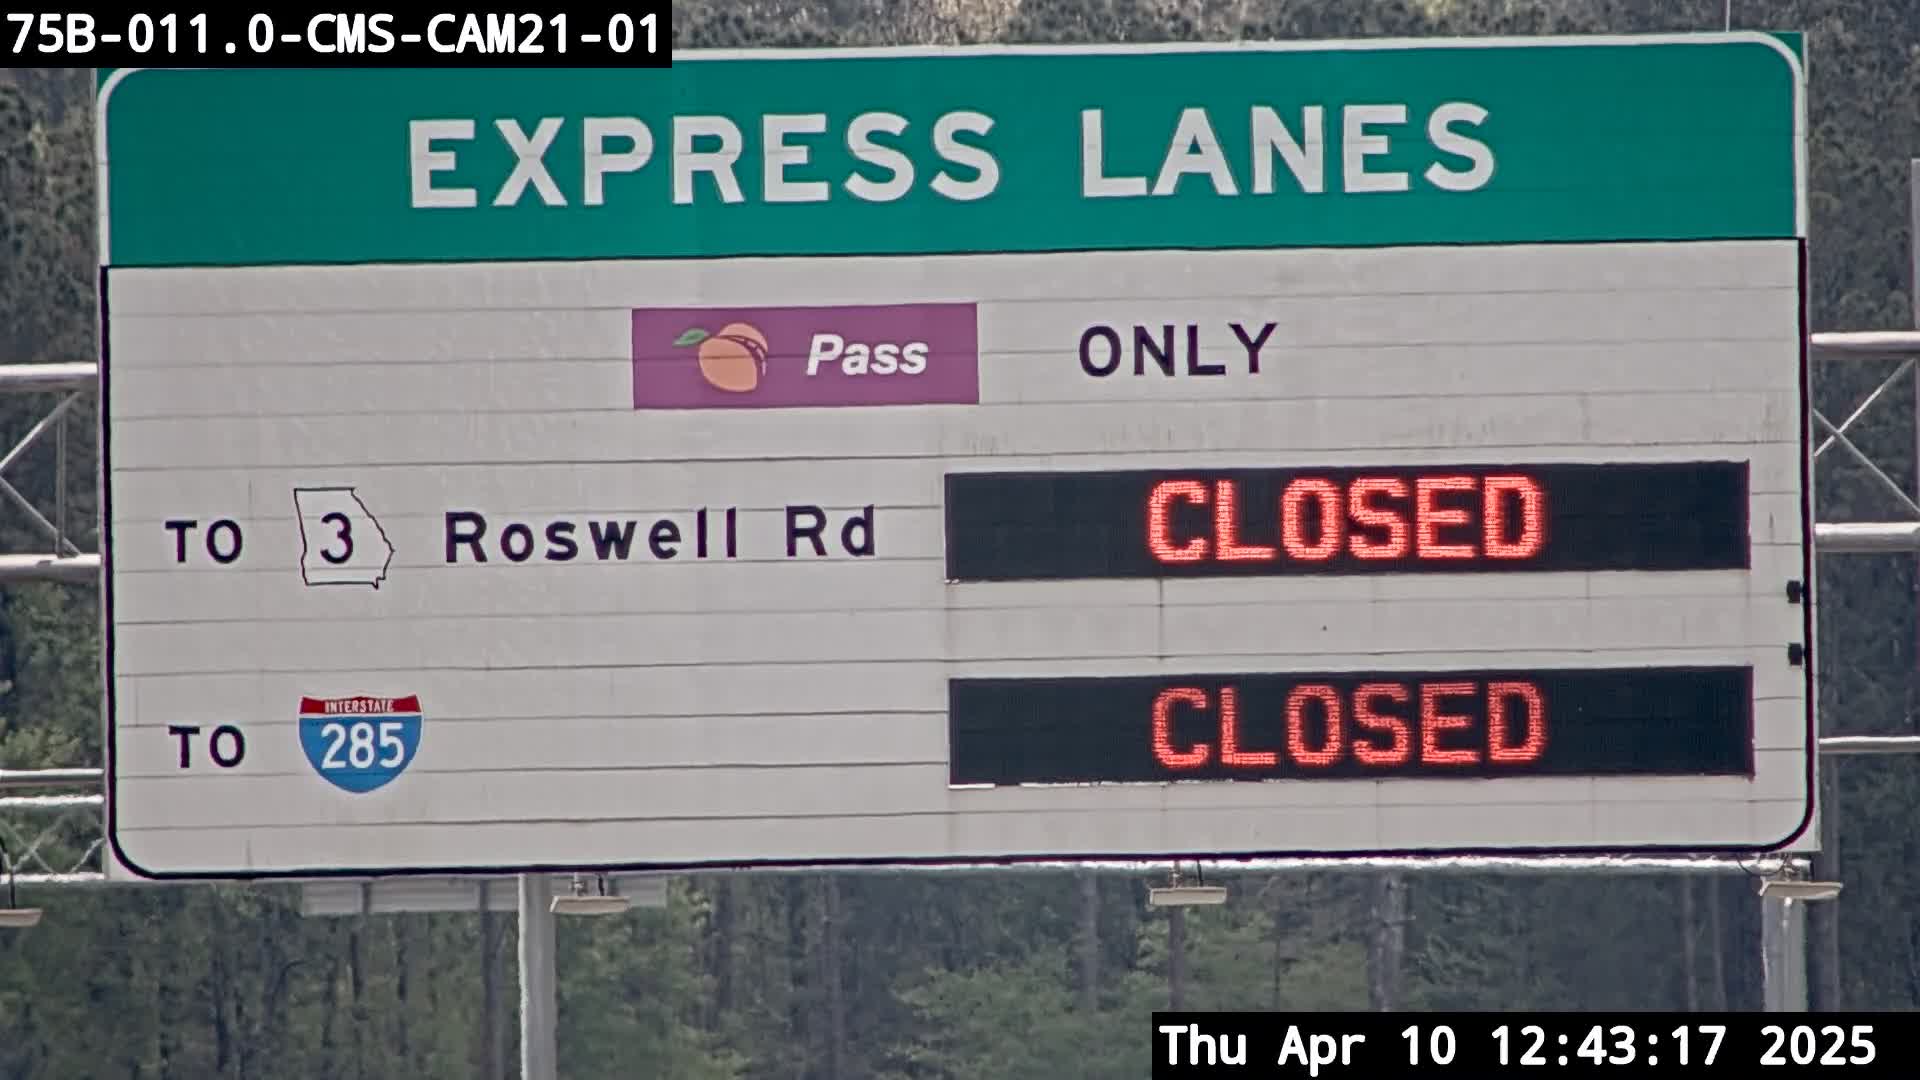 75B-011.0-CMS-CAM21-01
EXPRESS LANES
Pass ONLY
TO 3 Roswell Rd CLOSED
TO INTERSTATE 285 CLOSED
Thu Apr 10 12:43:17 2025